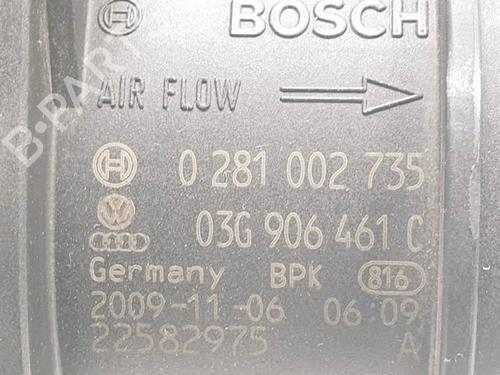 BOSCH
AIR FLOW
0 281 002 735
03G 906 461 C
Germany BPK 816
2009-11-06 06:09
22582975 A
B-PARTS